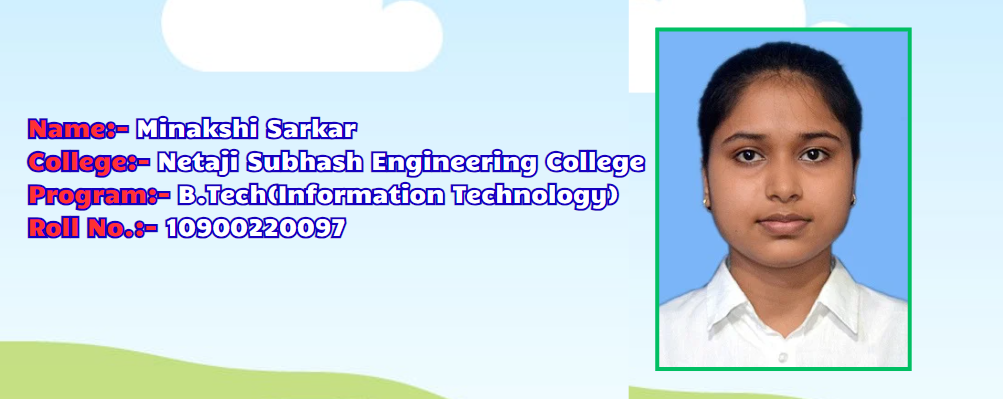 Name:- Minakshi Sarkar
College:- Netaji Subhash Engineering College
Program:- B.Tech(Information Technology)
Roll No.:- 10900220097